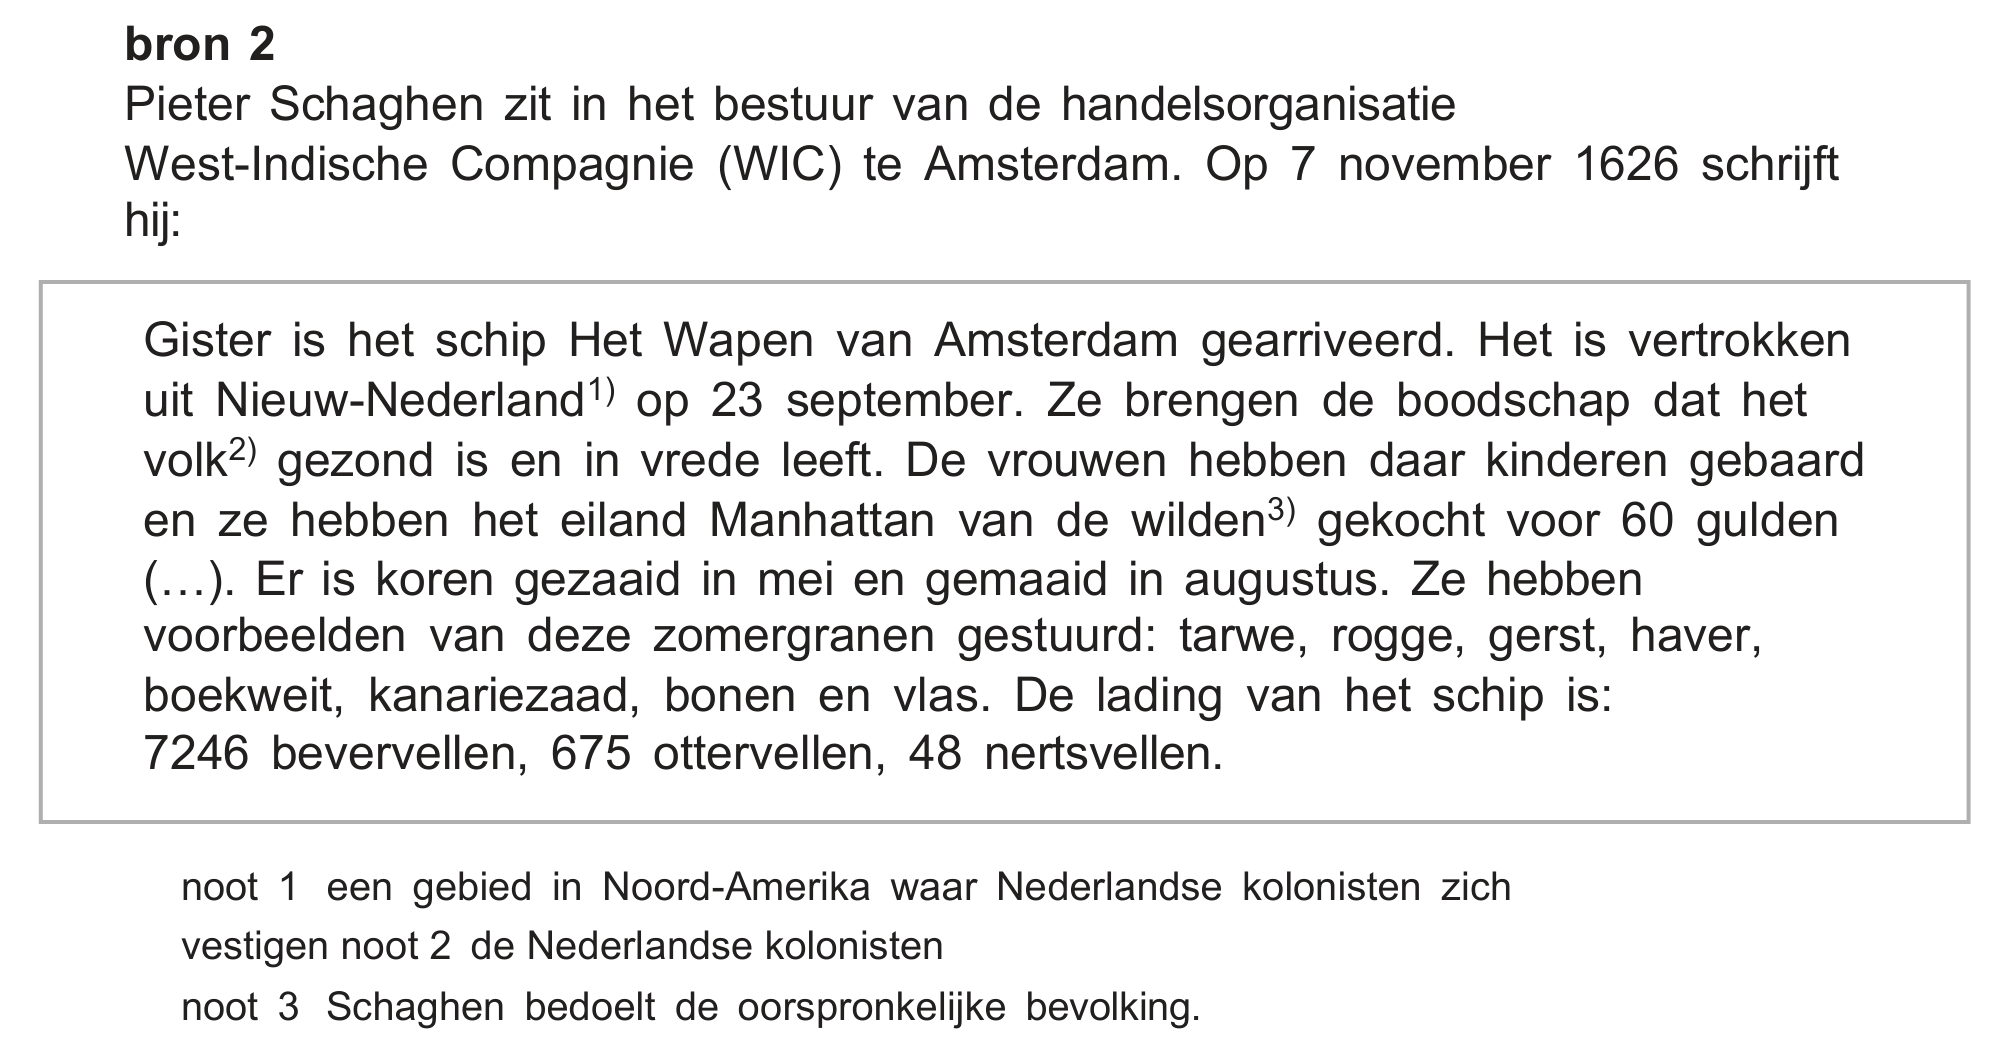 bron 2
Pieter Schaghen zit in het bestuur van de handelsorganisatie
West-Indische Compagnie (WIC) te Amsterdam. Op 7 november 1626 schrijft
hij:
Gister is het schip Het Wapen van Amsterdam gearriveerd. Het is vertrokken
uit Nieuw-Nederland1) op 23 september. Ze brengen de boodschap dat het
volk2) gezond is en in vrede leeft. De vrouwen hebben daar kinderen gebaard
en ze hebben het eiland Manhattan van de wilden3) gekocht voor 60 gulden
(…). Er is koren gezaaid in mei en gemaaid in augustus. Ze hebben
voorbeelden van deze zomergranen gestuurd: tarwe, rogge, gerst, haver,
boekweit, kanariezaad, bonen en vlas. De lading van het schip is:
7246 bevervellen, 675 ottervellen, 48 nertsvellen.
noot 1 een gebied in Noord-Amerika waar Nederlandse kolonisten zich
vestigen noot 2 de Nederlandse kolonisten
noot 3 Schaghen bedoelt de oorspronkelijke bevolking.